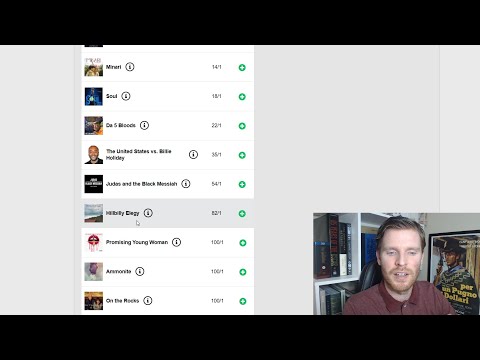 Minari 14/1
Soul 18/1
Da 5 Bloods 22/1
The United States vs. Billie
Holiday 35/1
Judas and the Black Messiah 54/1
Hillbilly Elegy 82/1
Promising Young Woman 100/1
Ammonite 100/1
On the Rocks 100/1
per
un Pugno
Dollari